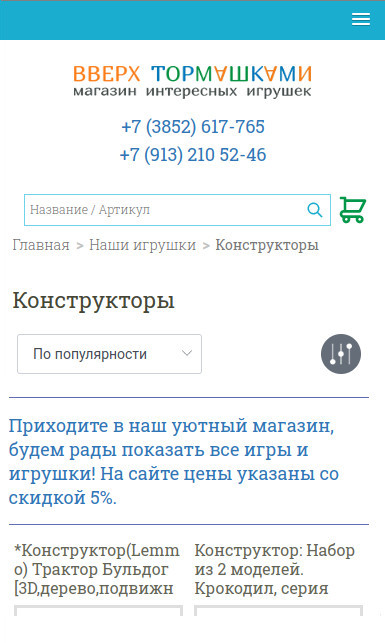 ВВЕРХ ТОРМАШКАМИ
магазин интересных игрушек
+7 (3852) 617-765
+7 (913) 210 52-46
Название / Артикул
Главная > Наши игрушки > Конструкторы
Конструкторы
По популярности
Приходите в наш уютный магазин,
будем рады показать все игры и
игрушки! На сайте цены указаны со
скидкой 5%.
*Конструктор(Lemm
о) Трактор Бульдог
[3D,дерево,подвижн
Конструктор: Набор
из 2 моделей.
Крокодил, серия